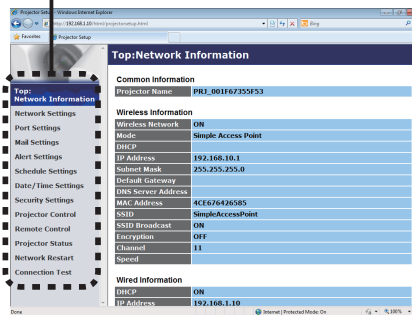 Projector Setup - Windows Internet Explorer
http://192.168.1.10/html/projectorsetup.html
Bing
Favorites
Projector Setup
Top:
Network Information
Network Settings
Port Settings
Mail Settings
Alert Settings
Schedule Settings
Date/Time Settings
Security Settings
Projector Control
Remote Control
Projector Status
Network Restart
Connection Test
Top:Network Information
Common Information
Projector Name PRJ_001F67355F53
Wireless Information
Wireless Network ON
Mode Simple Access Point
DHCP
IP Address 192.168.10.1
Subnet Mask 255.255.255.0
Default Gateway
DNS Server Address
MAC Address 4CE676426585
SSID SimpleAccessPoint
SSID Broadcast ON
Encryption OFF
Channel 11
Speed
Wired Information
DHCP ON
IP Address 192.168.1.10
Done
Internet | Protected Mode: On
100%